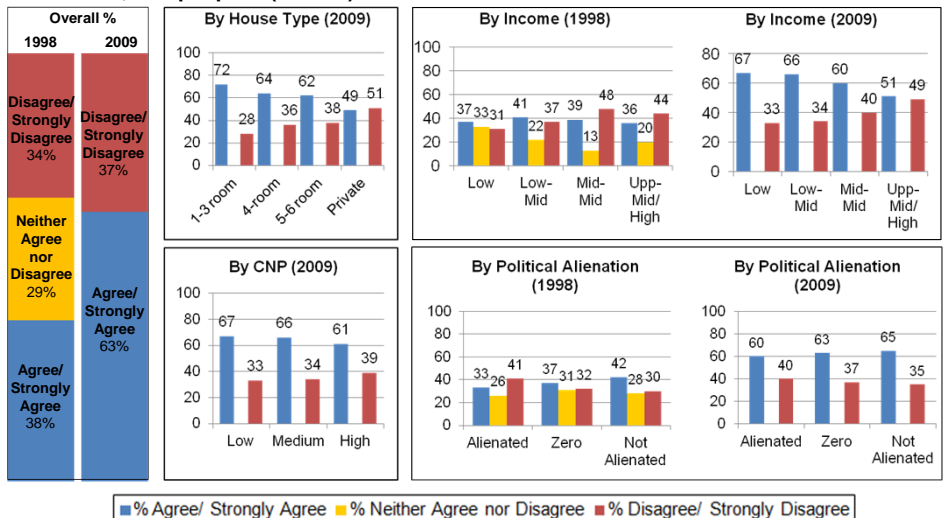 Overall %
1998 2009
Disagree/
Strongly
Disagree
34%
Neither
Agree
nor
Disagree
29%
Agree/
Strongly
Agree
38%
Disagree/
Strongly
Disagree
37%
Agree/
Strongly
Agree
63%
By House Type (2009)
100
80
60
40
20
0
72 28 64 36 62 38 49 51
1-3 room 4-room 5-6 room Private
By Income (1998)
100
80
60
40
20
0
37 33 31 41 22 37 39 13 48 36 20 44
Low Low-Mid Mid-Mid Upp-Mid/High
By Income (2009)
80
60
40
20
0
67 33 66 34 60 40 51 49
Low Low-Mid Mid-Mid Upp-Mid/High
By CNP (2009)
100
80
60
40
20
0
67 33 66 34 61 39
Low Medium High
By Political Alienation
(1998)
100
80
60
40
20
0
33 26 41 37 31 32 42 28 30
Alienated Zero Not Alienated
By Political Alienation
(2009)
100
80
60
40
20
0
60 40 63 37 65 35
Alienated Zero Not Alienated
% Agree/ Strongly Agree % Neither Agree nor Disagree % Disagree/ Strongly Disagree